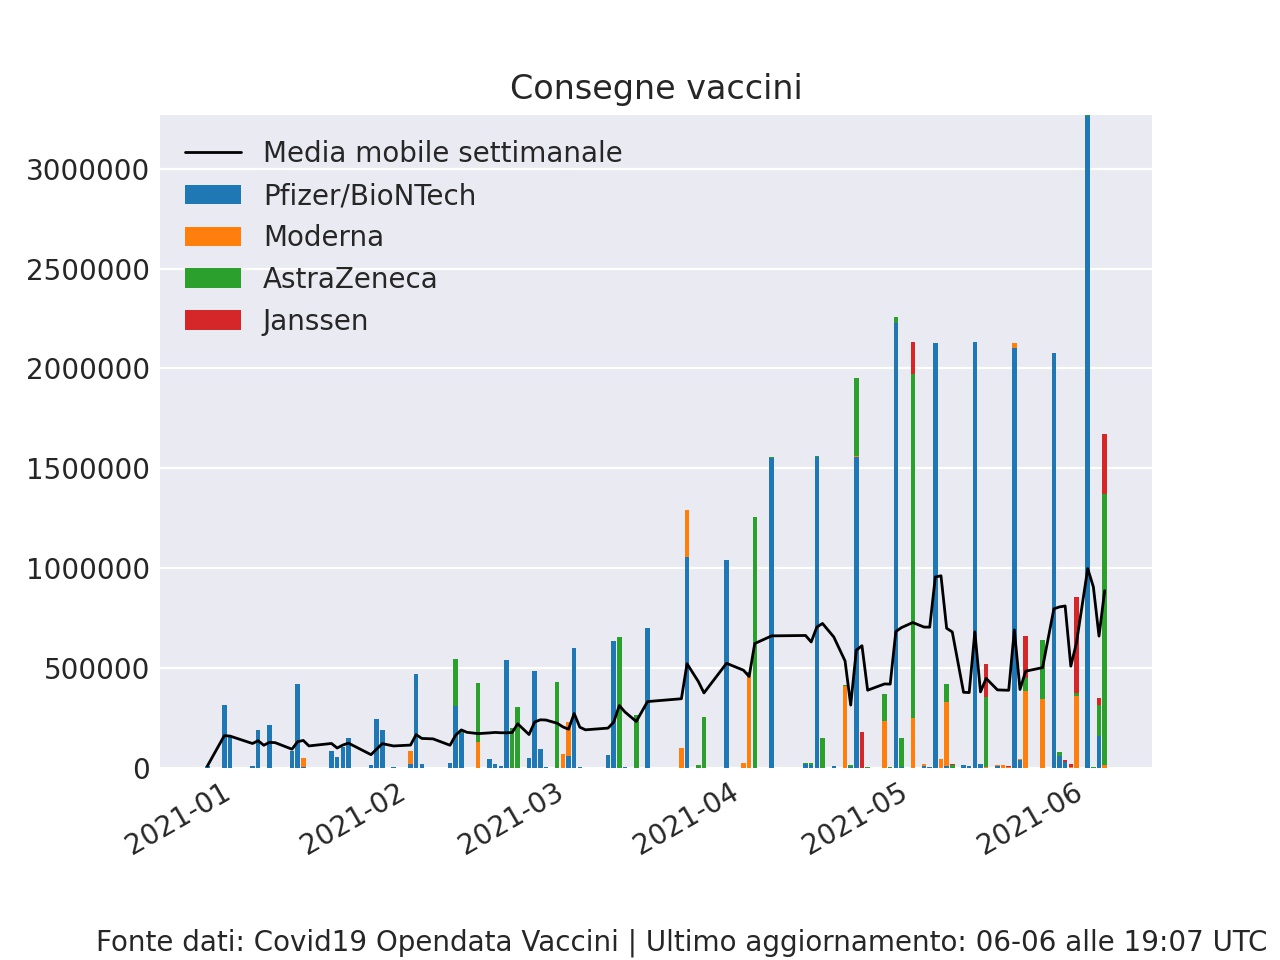 Consegne vaccini
Media mobile settimanale
Pfizer/BioNTech
Moderna
AstraZeneca
Janssen
3000000
2500000
2000000
1500000
1000000
500000
0
2021-01
2021-02
2021-03
2021-04
2021-05
2021-06
Fonte dati: Covid19 Opendata Vaccini | Ultimo aggiornamento: 06-06 alle 19:07 UTC